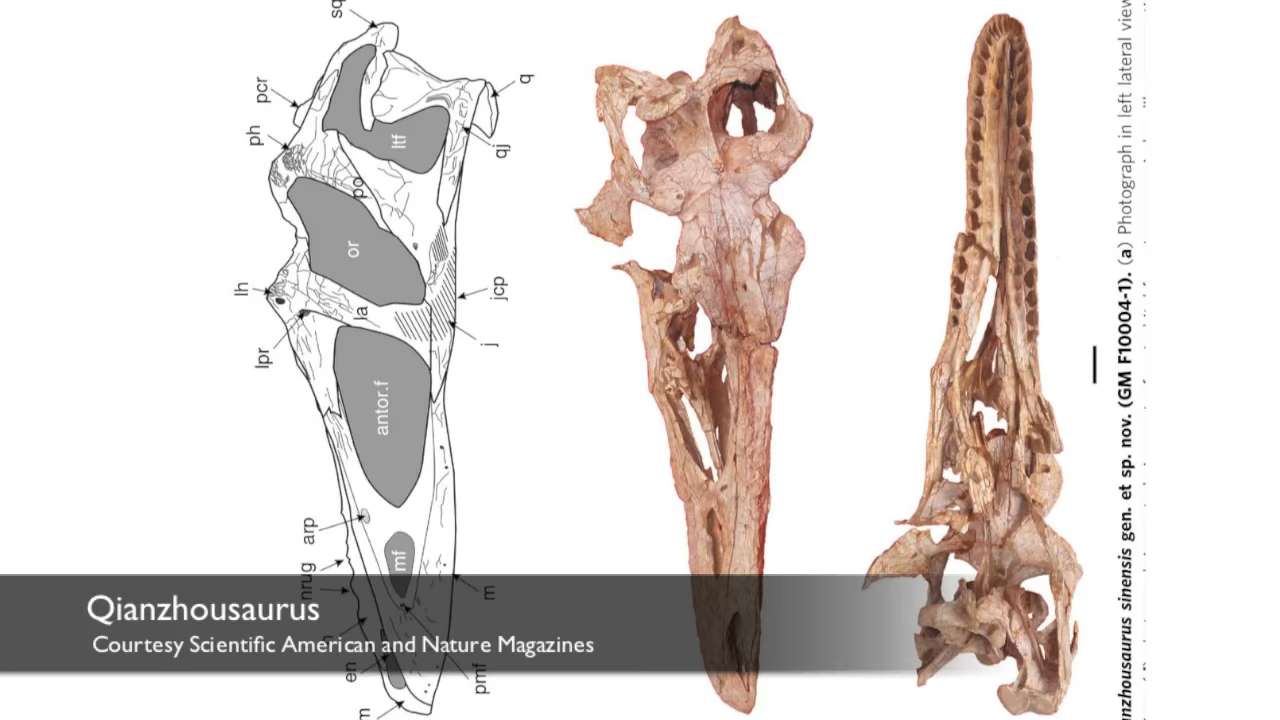 sq
q
pcr
ph
ltf
qj
po
or
lh
la
jcp
lpr
j
antor.f
arp
mf
nrug
m
en
pmf
m
Qianzhousaurus
Courtesy Scientific American and Nature Magazines
nzhousaurus sinensis gen. et sp. nov. (GM F10004-1). (a) Photograph in left lateral view